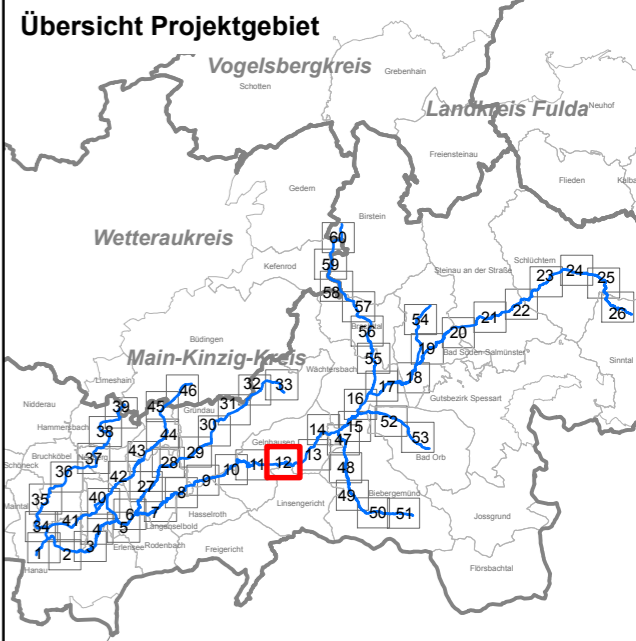 Übersicht Projektgebiet
Vogelsbergkreis
Grebenhain
Schotten
Landkreis Fulda
Neuhof
Freiensteinau
Flieden
Kalba
Gedern
Birstein
Wetteraukreis
60
Kefenrod
59
58
Schlüchtern
24
23
25
Steinau an der Straße
57
22
26
54
21
Büdingen
56
20
Brachttal
Sinntal
Main-Kinzig-Kreis
55
19
Bad Soden-Salmünster
Wächtersbach
18
Limeshain
46
32
33
17
Gutsbezirk Spessart
Nidderau
39
45
31
16
Gründau
Hammersbach
38
44
30
14
15
52
Gelnhausen
47
53
Bruchköbel
37
43
29
13
Bad Orb
Schöneck
36
42
28
10
11
12
48
35
27
9
Biebergemünd
Maintal
40
8
Hasselroth
Linsengericht
49
34
41
4
6
7
50
51
Jossgrund
Langenselbold
5
1
2
3
Erlensee
Rodenbach
Freigericht
Hanau
Flörsbachtal